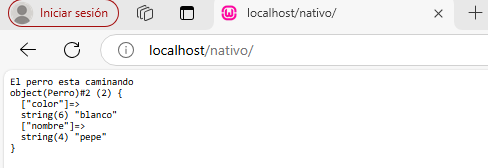 Iniciar sesión
localhost/nativo/
localhost/nativo/
El perro esta caminando
object(Perro)#2 (2) {
  ["color"]=>
  string(6) "blanco"
  ["nombre"]=>
  string(4) "pepe"
}